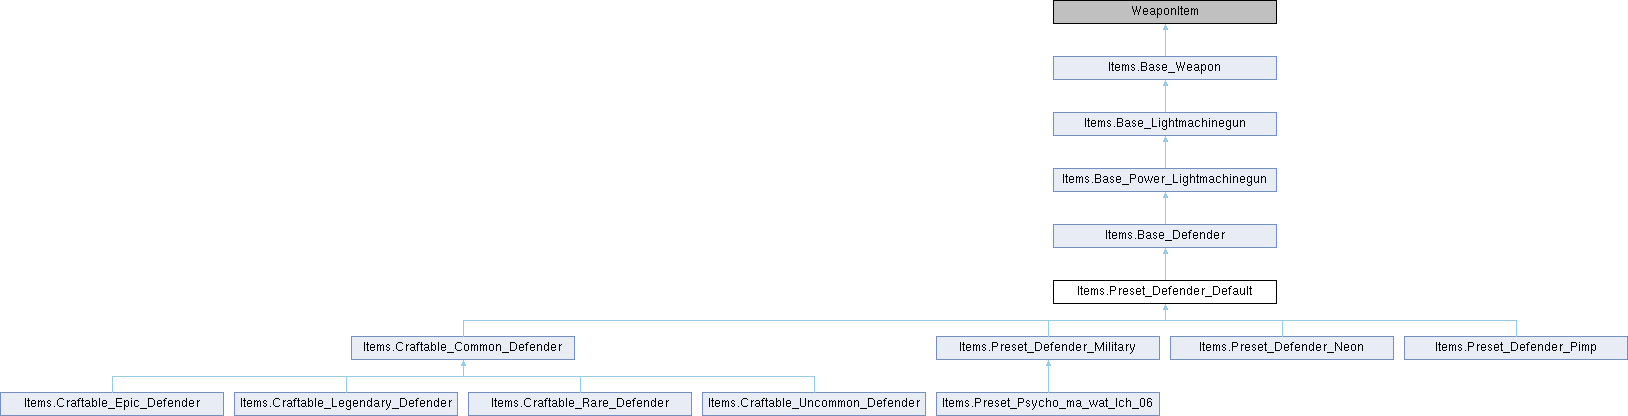 WeaponItem
Items.Base_Weapon
Items.Base_Lightmachinegun
Items.Base_Power_Lightmachinegun
Items.Base_Defender
Items.Preset_Defender_Default
Items.Craftable_Common_Defender
Items.Preset_Defender_Military
Items.Preset_Defender_Neon
Items.Preset_Defender_Pimp
Items.Craftable_Epic_Defender
Items.Craftable_Legendary_Defender
Items.Craftable_Rare_Defender
Items.Craftable_Uncommon_Defender
Items.Preset_Psycho_ma_wat_lch_06